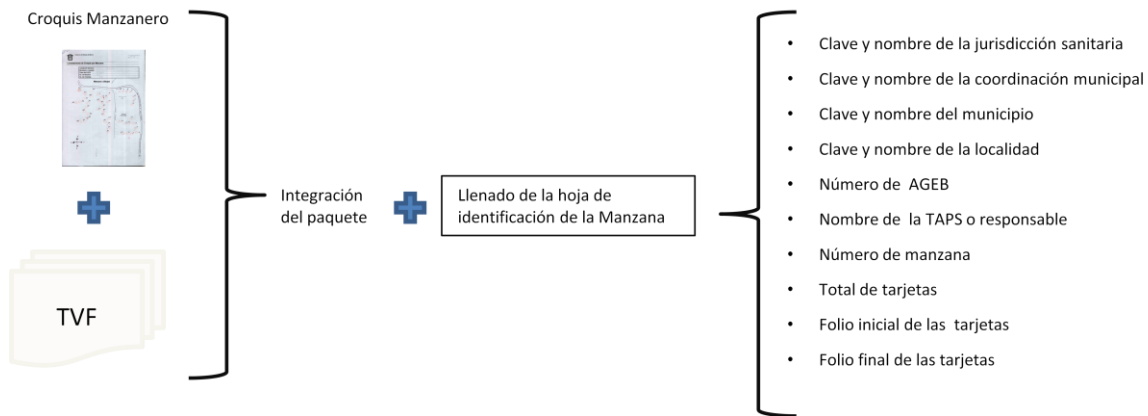 Croquis Manzanero
TVF
Integración
del paquete
Llenado de la hoja de
identificación de la Manzana
• Clave y nombre de la jurisdicción sanitaria
• Clave y nombre de la coordinación municipal
• Clave y nombre del municipio
• Clave y nombre de la localidad
• Número de AGEB
• Nombre de la TAPS o responsable
• Número de manzana
• Total de tarjetas
• Folio inicial de las tarjetas
• Folio final de las tarjetas